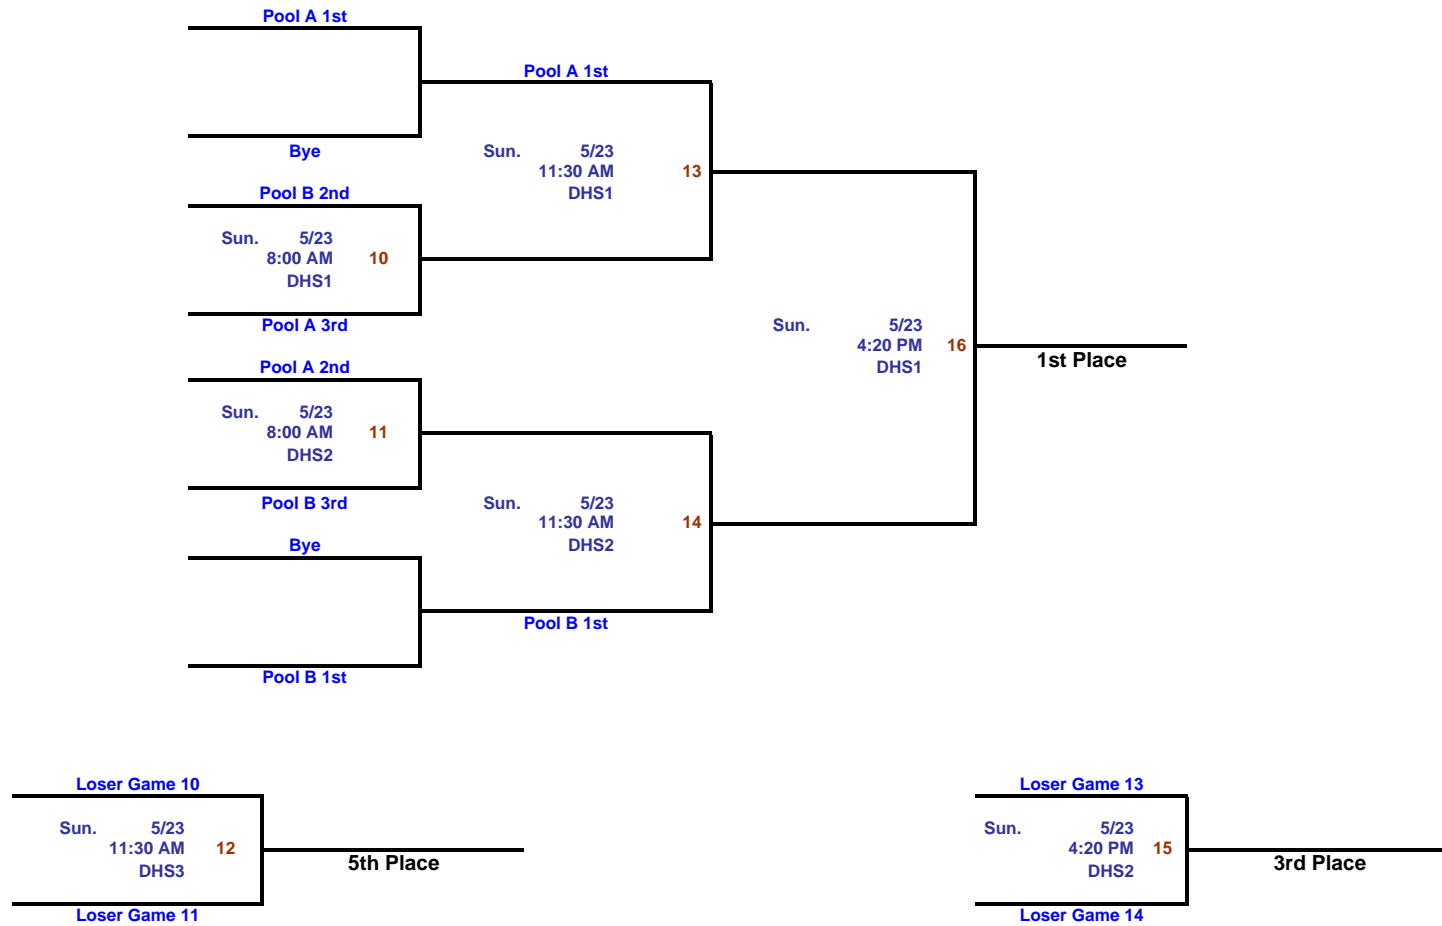 Pool A 1st
Pool A 1st
Bye
Sun. 5/23
11:30 AM 13
DHS1
Pool B 2nd
Sun. 5/23
8:00 AM 10
DHS1
Pool A 3rd
Sun. 5/23
4:20 PM 16
DHS1
1st Place
Pool A 2nd
Sun. 5/23
8:00 AM 11
DHS2
Pool B 3rd
Sun. 5/23
11:30 AM 14
DHS2
Bye
Pool B 1st
Pool B 1st
Loser Game 10
Sun. 5/23
11:30 AM 12
DHS3
5th Place
Loser Game 11
Loser Game 13
Sun. 5/23
4:20 PM 15
DHS2
3rd Place
Loser Game 14